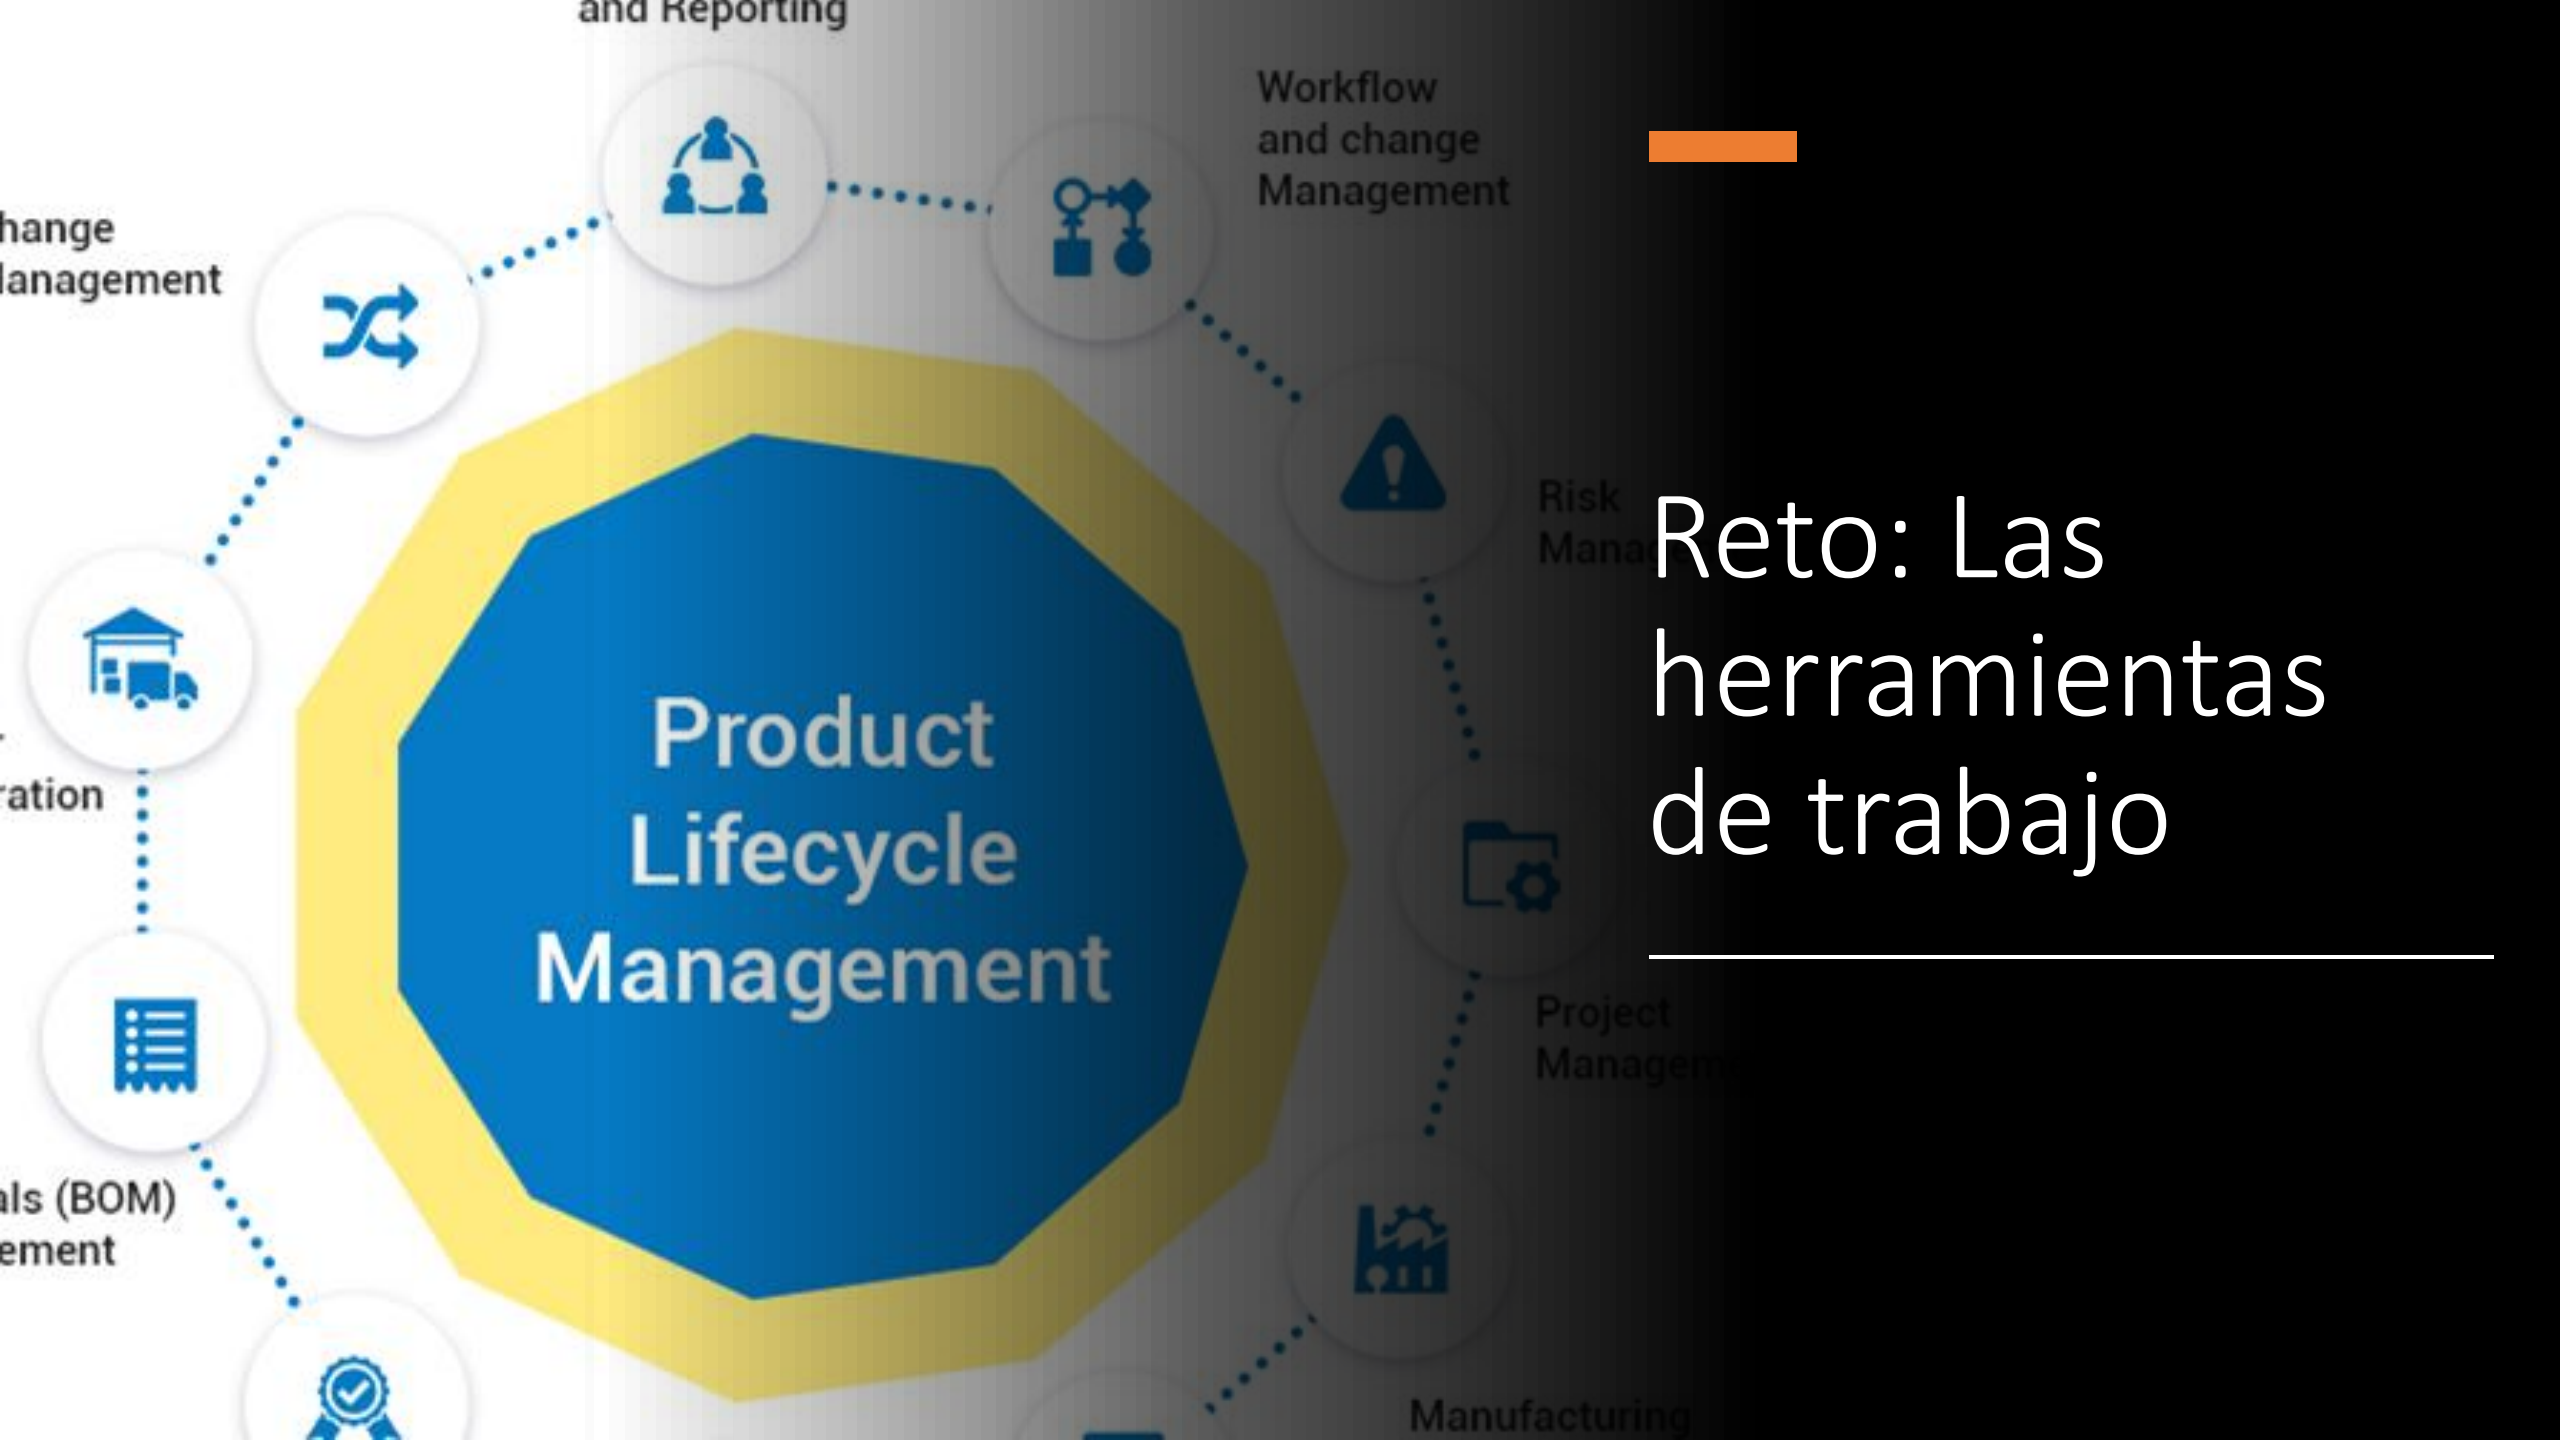 and Reporting
Workflow
and change
Management
hange
anagement
Risk
Product
Lifecycle
Management
ration
Project
als (BOM)
ement
Manufacturing
Reto: Las
herramientas
de trabajo